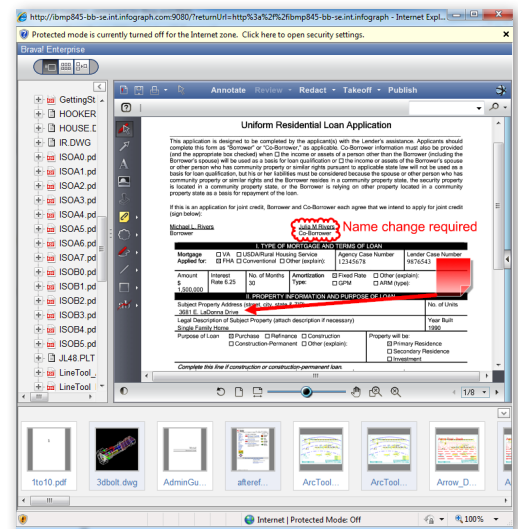 http://ibmp845-bb-se.int.infograph.com:9080/?returnUrl=http%3a%2f%2fibmp845-bb-se.int.infograph - Internet Expl...
Protected mode is currently turned off for the Internet zone. Click here to open security settings.
Brava! Enterprise
Annotate Review Redact Takeoff Publish
GettingSt
HOOKER
HOUSE.D
IR.DWG
ISOA0.pd
ISOA1.pd
ISOA2.pd
ISOA3.pd
ISOA4.pd
ISOA5.pd
ISOA6.pd
ISOA7.pd
ISOB0.pd
ISOB1.pd
ISOB2.pd
ISOB3.pd
ISOB4.pd
ISOB5.pd
JL48.PLT
LineTool_
LineTool
Uniform Residential Loan Application
This application is designed to be completed by the applicant(s) with the Lender's assistance. Applicants should
complete this form as "Borrower" or "Co-Borrower," as applicable. Co-Borrower information must also be provided
(and the appropriate box checked) when ☐ the income or assets of a person other than the Borrower (including the
Borrower's spouse) will be used as a basis for loan qualification or ☐ the income or assets of the Borrower's spouse
or other person who has community property or similar rights pursuant to applicable state law will not be used as a
basis for loan qualification, but his or her liabilities must be considered because the spouse or other person who has
community property or similar rights and the Borrower resides in a community property state, the security property
is located in a community property state, or the Borrower is relying on other property located in a community
property state as a basis for repayment of the loan.
If this is an application for joint credit, Borrower and Co-Borrower each agree that we intend to apply for joint credit
(sign below):
Michael L. Rivers Julia M Rivers Name change required
Borrower Co-Borrower
I. TYPE OF MORTGAGE AND TERMS OF LOAN
Mortgage ☐ VA ☐ USDA/Rural Housing Service Agency Case Number Lender Case Number
Applied for: ☒ FHA ☐ Conventional ☐ Other (explain): 12345678 9876543
Amount Interest No. of Months Amortization ☒ Fixed Rate ☐ Other (explain):
$ Rate 6.25 30 Type: ☐ GPM ☐ ARM (type):
1,500,000
II. PROPERTY INFORMATION AND PURPOSE OF LOAN
Subject Property Address (street, city, state & ZIP) No. of Units
3681 E. LaDonna Drive
Legal Description of Subject Property (attach description if necessary) Year Built
Single Family Home 1990
Purpose of Loan ☒ Purchase ☐ Refinance ☐ Construction Property will be:
☐ Construction-Permanent ☐ Other (explain): ☒ Primary Residence
☐ Secondary Residence
☐ Investment
Complete this line if construction or construction-permanent loan.
1/8
1to10.pdf 3dbolt.dwg AdminGu... afteref... ArcTool... ArcTool... Arrow_D... A
Internet | Protected Mode: Off 100%